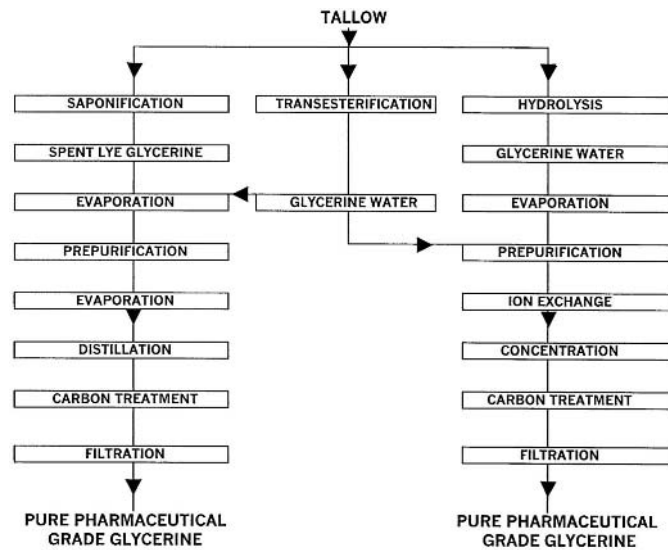 TALLOW
SAPONIFICATION
TRANSESTERIFICATION
HYDROLYSIS
SPENT LYE GLYCERINE
GLYCERINE WATER
EVAPORATION
GLYCERINE WATER
EVAPORATION
PREPURIFICATION
PREPURIFICATION
EVAPORATION
ION EXCHANGE
DISTILLATION
CONCENTRATION
CARBON TREATMENT
CARBON TREATMENT
FILTRATION
FILTRATION
PURE PHARMACEUTICAL
GRADE GLYCERINE
PURE PHARMACEUTICAL
GRADE GLYCERINE